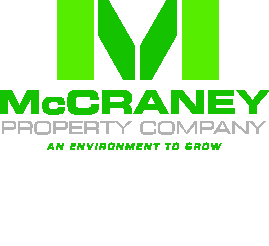 McCRANEY
PROPERTY COMPANY
AN ENVIRONMENT TO GROW